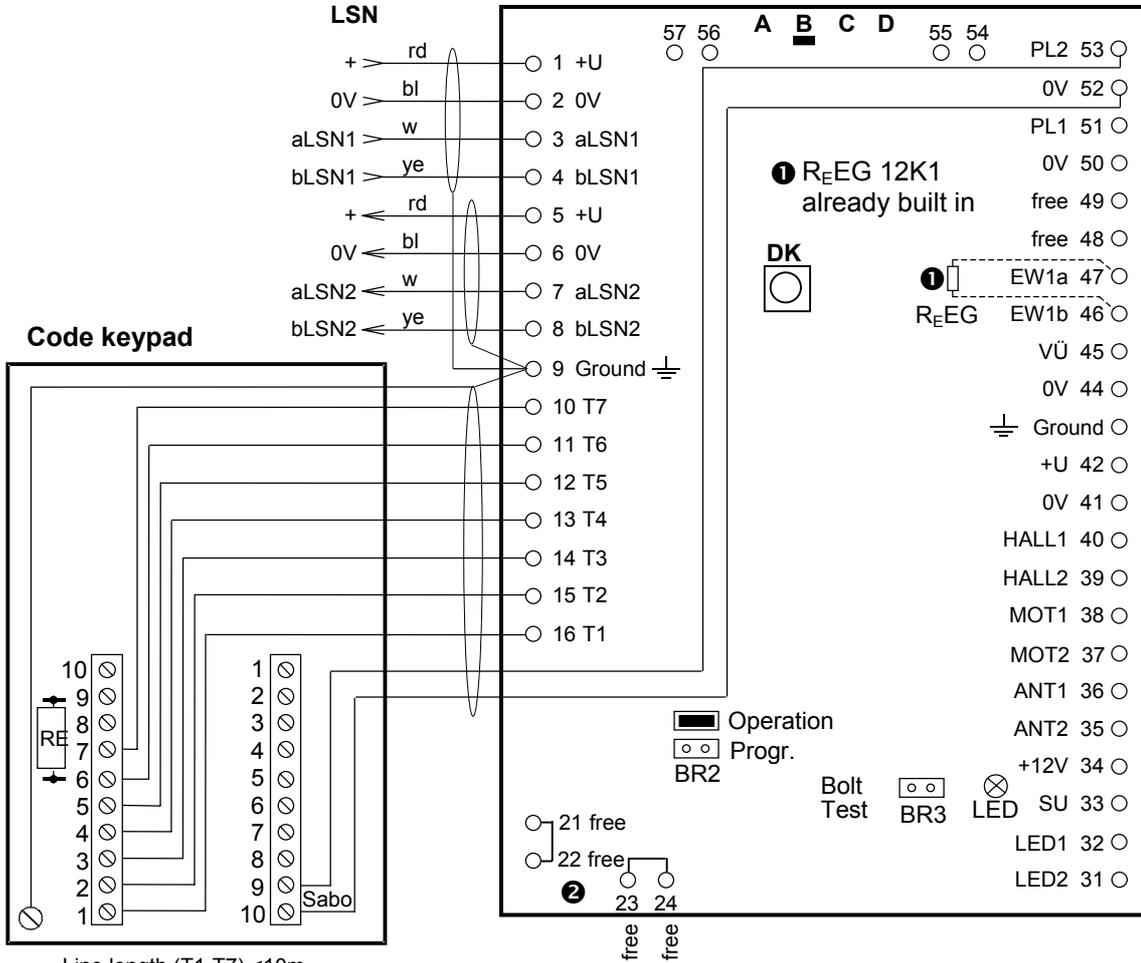 LSN
+ rd 1 +U
0V bl 2 0V
aLSN1 w 3 aLSN1
bLSN1 ye 4 bLSN1
+ rd 5 +U
0V bl 6 0V
aLSN2 w 7 aLSN2
bLSN2 ye 8 bLSN2
9 Ground
10 T7
11 T6
12 T5
13 T4
14 T3
15 T2
16 T1
Code keypad
10
9
8
7
6
5
4
3
2
1
RE
1
2
3
4
5
6
7
8
9
10
Sabo
57 56
A B C D
55 54
❶ REEG 12K1
already built in
DK
❶
REEG
PL2 53
0V 52
PL1 51
0V 50
free 49
free 48
EW1a 47
EW1b 46
VÜ 45
0V 44
Ground
+U 42
0V 41
HALL1 40
HALL2 39
MOT1 38
MOT2 37
ANT1 36
ANT2 35
+12V 34
SU 33
LED1 32
LED2 31
Operation
Progr.
BR2
Bolt
Test
BR3
LED
21 free
22 free
❷
23 24
free free